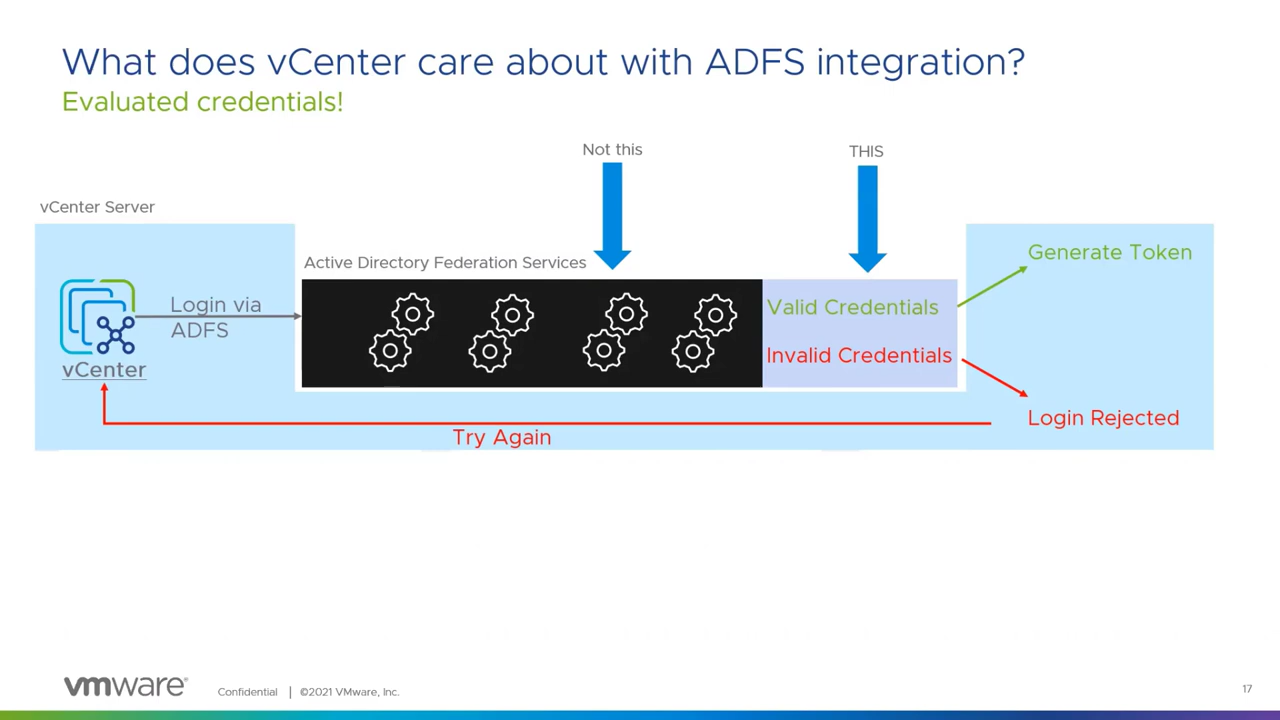 What does vCenter care about with ADFS integration?
Evaluated credentials!
Not this
THIS
vCenter Server
Active Directory Federation Services
Generate Token
Login via
ADFS
Valid Credentials
Invalid Credentials
vCenter
Login Rejected
Try Again
vmware®
Confidential | ©2021 VMware, Inc.
17